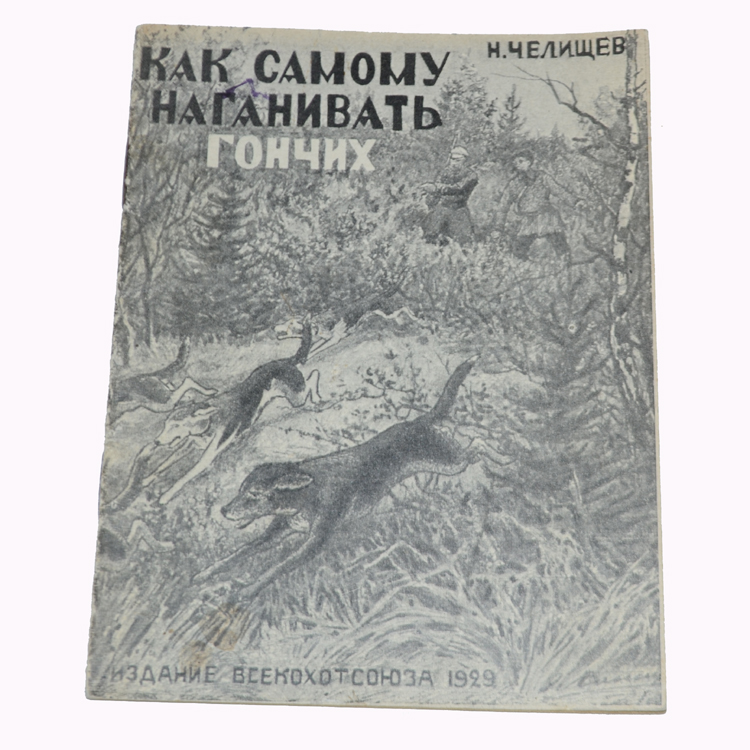 Н. ЧЕЛИЩЕВ
КАК САМОМУ
НАГАНИВАТЬ
ГОНЧИХ
ИЗДАНИЕ ВСЕКОХОТСОЮЗА 1929